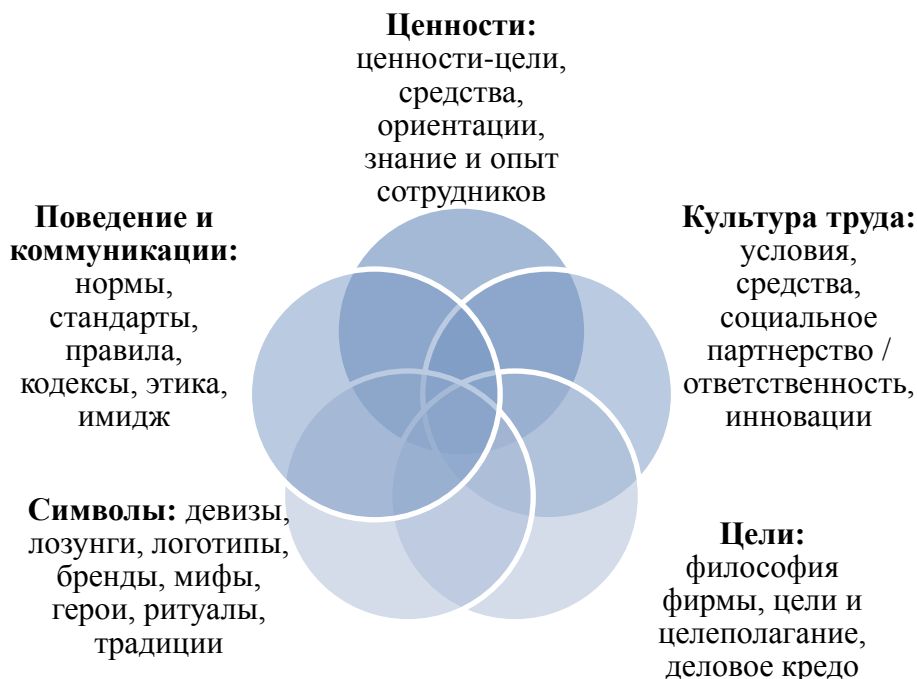 Ценности:
ценности-цели,
средства,
ориентации,
знание и опыт
сотрудников
Поведение и
коммуникации:
нормы,
стандарты,
правила,
кодексы, этика,
имидж
Культура труда:
условия,
средства,
социальное
партнерство /
ответственность,
инновации
Символы: девизы,
лозунги, логотипы,
бренды, мифы,
герои, ритуалы,
традиции
Цели:
философия
фирмы, цели и
целеполагание,
деловое кредо